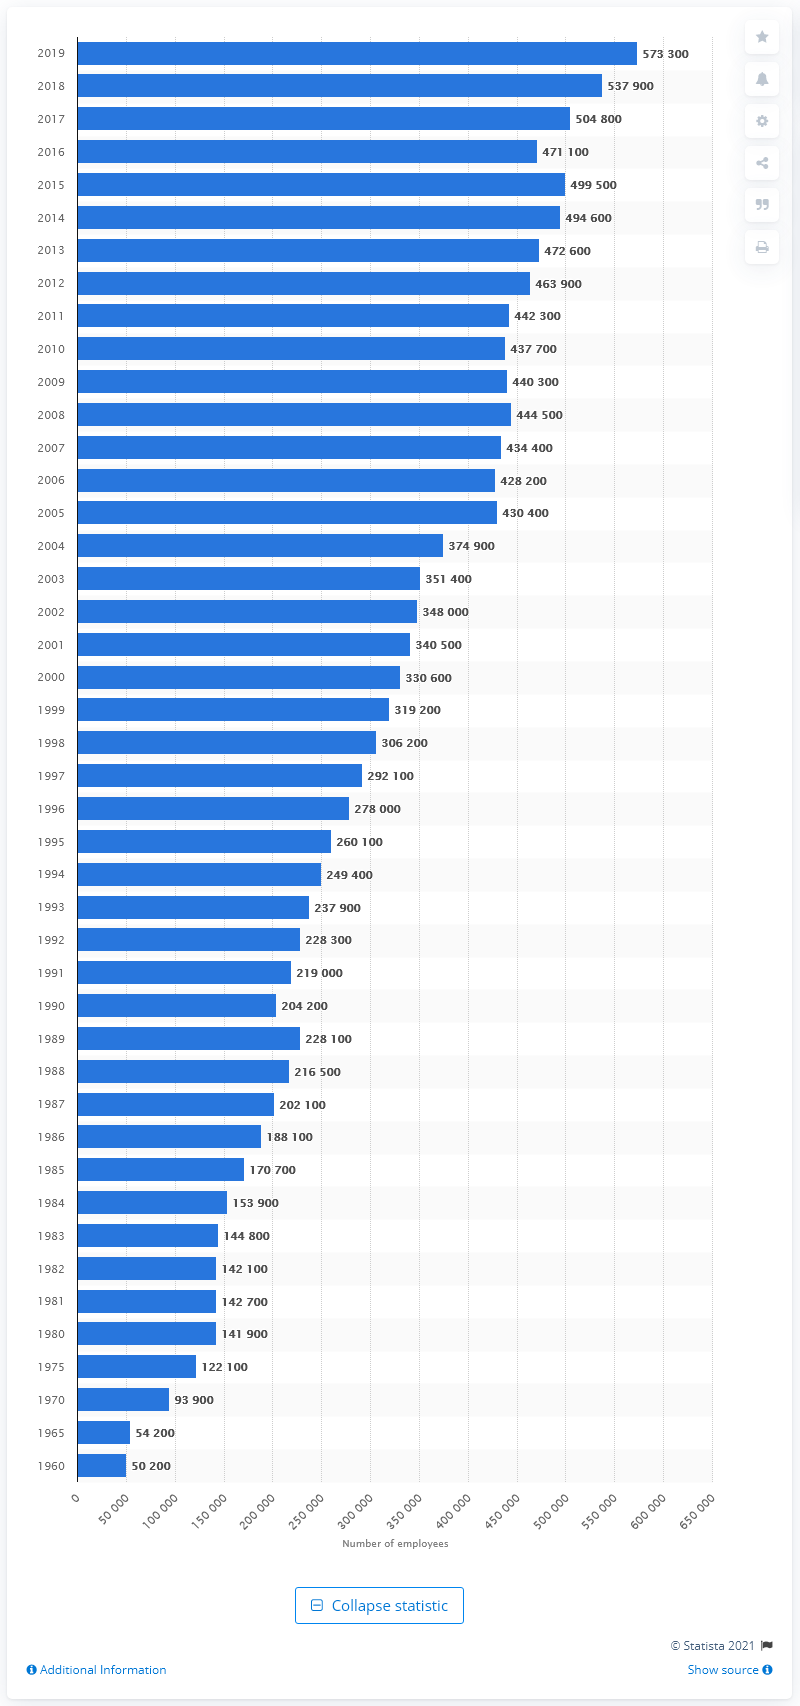 2019 573 300
2018 537 900
2017 504 800
2016 471 100
2015 499 500
2014 494 600
2013 472 600
2012 463 900
2011 442 300
2010 437 700
2009 440 300
2008 444 500
2007 434 400
2006 428 200
2005 430 400
2004 374 900
2003 351 400
2002 348 000
2001 340 500
2000 330 600
1999 319 200
1998 306 200
1997 292 100
1996 278 000
1995 260 100
1994 249 400
1993 237 900
1992 228 300
1991 219 000
1990 204 200
1989 228 100
1988 216 500
1987 202 100
1986 188 100
1985 170 700
1984 153 900
1983 144 800
1982 142 100
1981 142 700
1980 141 900
1975 122 100
1970 93 900
1965 54 200
1960 50 200
0 50 000 100 000 150 000 200 000 250 000 300 000 350 000 400 000 450 000 500 000 550 000 600 000 650 000
Number of employees
Collapse statistic
© Statista 2021
Additional Information Show source